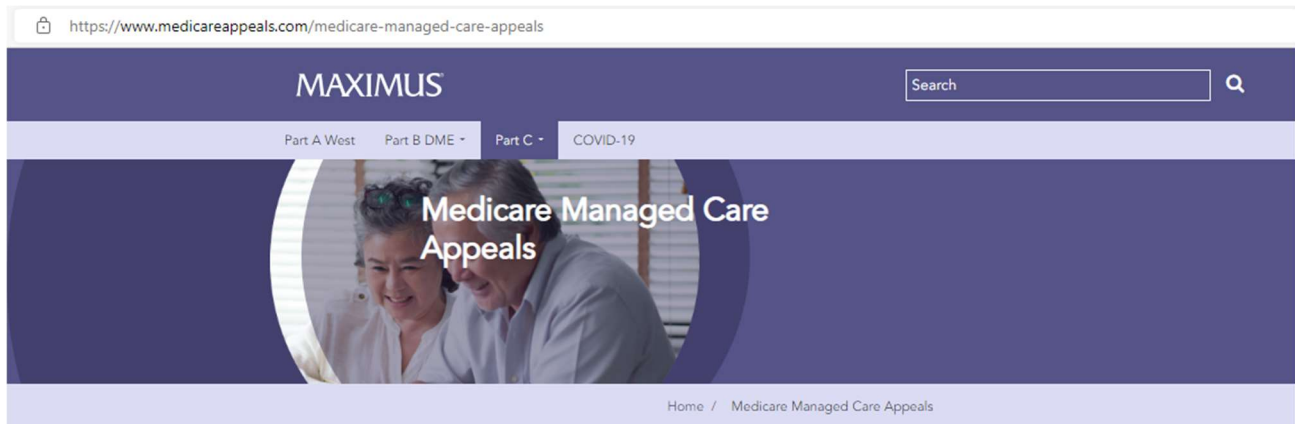 https://www.medicareappeals.com/medicare-managed-care-appeals
MAXIMUS
Search
Part A West Part B DME Part C COVID-19
Medicare Managed Care
Appeals
Home / Medicare Managed Care Appeals